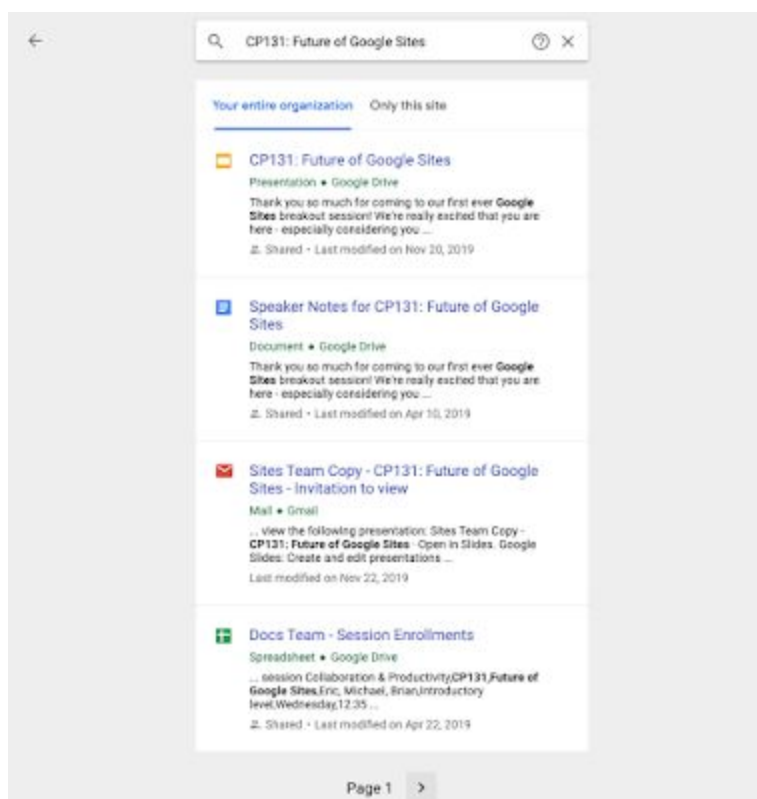 CP131: Future of Google Sites
Your entire organization Only this site
CP131: Future of Google Sites
Presentation • Google Drive
Thank you so much for coming to our first ever Google
Sites breakout session! We're really excited that you are
here - especially considering you ...
Shared • Last modified on Nov 20, 2019
Speaker Notes for CP131: Future of Google
Sites
Document • Google Drive
Thank you so much for coming to our first ever Google
Sites breakout session! We're really excited that you are
here - especially considering you ...
Shared • Last modified on Apr 10, 2019
Sites Team Copy - CP131: Future of Google
Sites - Invitation to view
Mail • Gmail
... view the following presentation: Sites Team Copy -
CP131: Future of Google Sites · Open in Slides. Google
Slides: Create and edit presentations ...
Last modified on Nov 22, 2019
Docs Team - Session Enrollments
Spreadsheet • Google Drive
... session Collaboration & Productivity,CP131,Future of
Google Sites,Eric, Michael, Brian,Introductory
level,Wednesday,12:35 ...
Shared • Last modified on Apr 22, 2019
Page 1